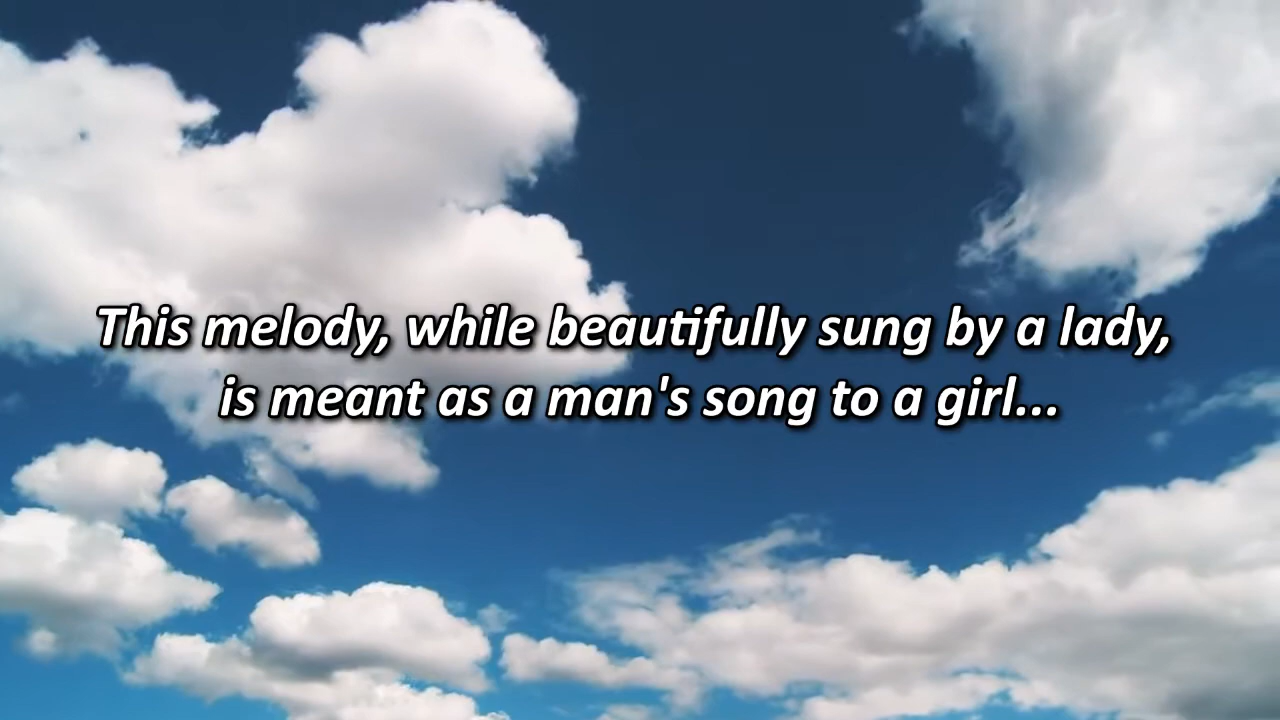 This melody, while beautifully sung by a lady,
is meant as a man's song to a girl...